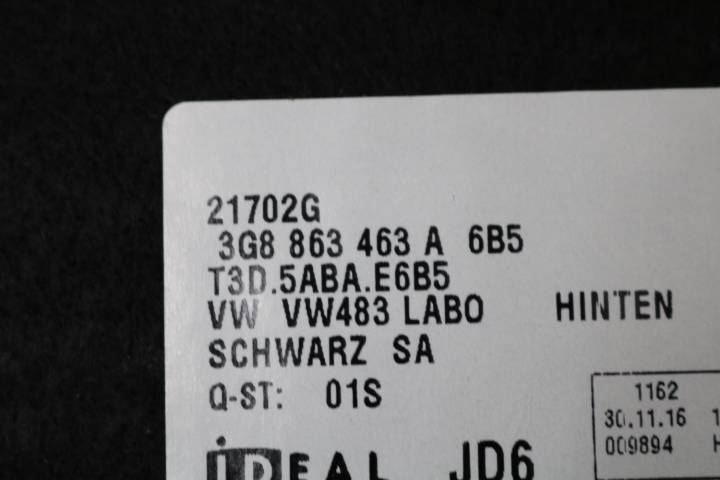 21702G
3G8 863 463 A 6B5
T3D.5ABA.E6B5
VW VW483 LABO HINTEN
SCHWARZ SA
Q-ST: 01S
1162
30.11.16
009894
iDEAL JD6